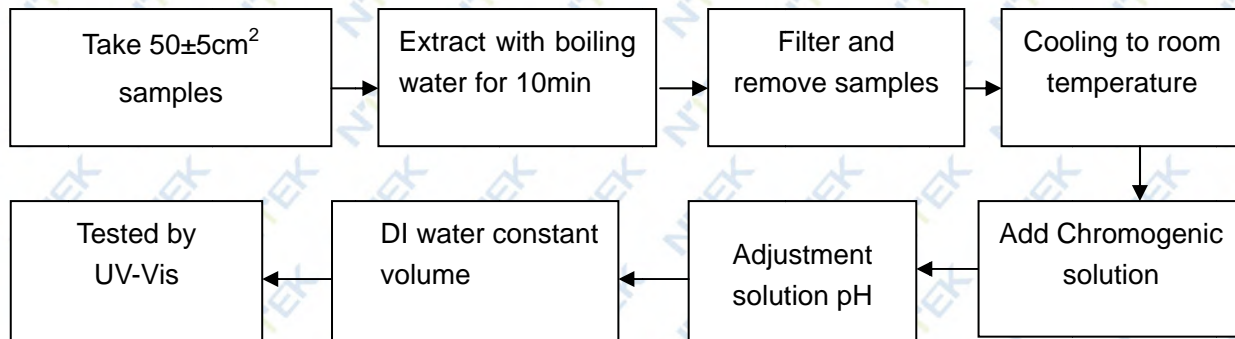 Take 50±5cm²
samples
Extract with boiling
water for 10min
Filter and
remove samples
Cooling to room
temperature
Add Chromogenic
solution
Adjustment
solution pH
DI water constant
volume
Tested by
UV-Vis